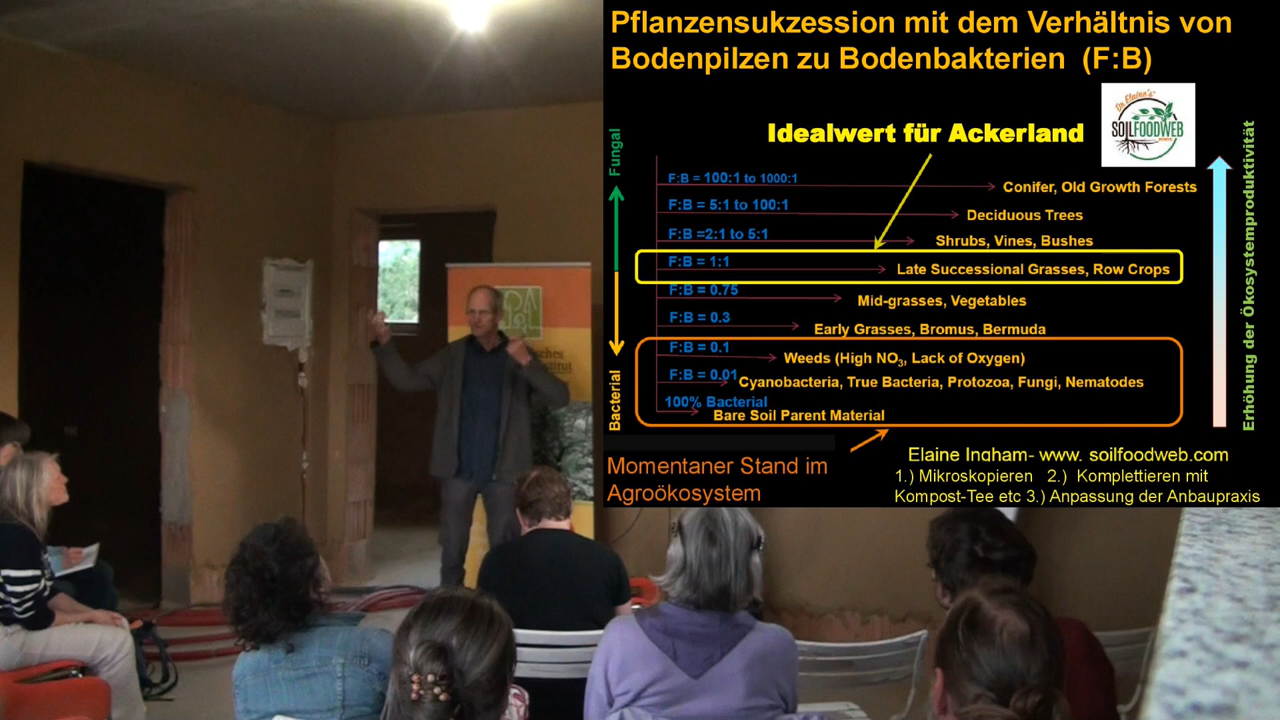 Pflanzensukzession mit dem Verhältnis von
Bodenpilzen zu Bodenbakterien (F:B)
Dr. Elaine's
SOILFOODWEB
Idealwert für Ackerland
Fungal
Bacterial
F:B = 100:1 to 1000:1
Conifer, Old Growth Forests
F:B = 5:1 to 100:1
Deciduous Trees
F:B =2:1 to 5:1
Shrubs, Vines, Bushes
F:B = 1:1
Late Successional Grasses, Row Crops
F:B = 0.75
Mid-grasses, Vegetables
F:B = 0.3
Early Grasses, Bromus, Bermuda
F:B = 0.1
Weeds (High NO3, Lack of Oxygen)
F:B = 0.01
Cyanobacteria, True Bacteria, Protozoa, Fungi, Nematodes
100% Bacterial
Bare Soil Parent Material
Erhöhung der Ökosystemproduktivität
Momentaner Stand im
Agroökosystem
Elaine Ingham- www. soilfoodweb.com
1.) Mikroskopieren 2.) Komplettieren mit
Kompost-Tee etc 3.) Anpassung der Anbaupraxis